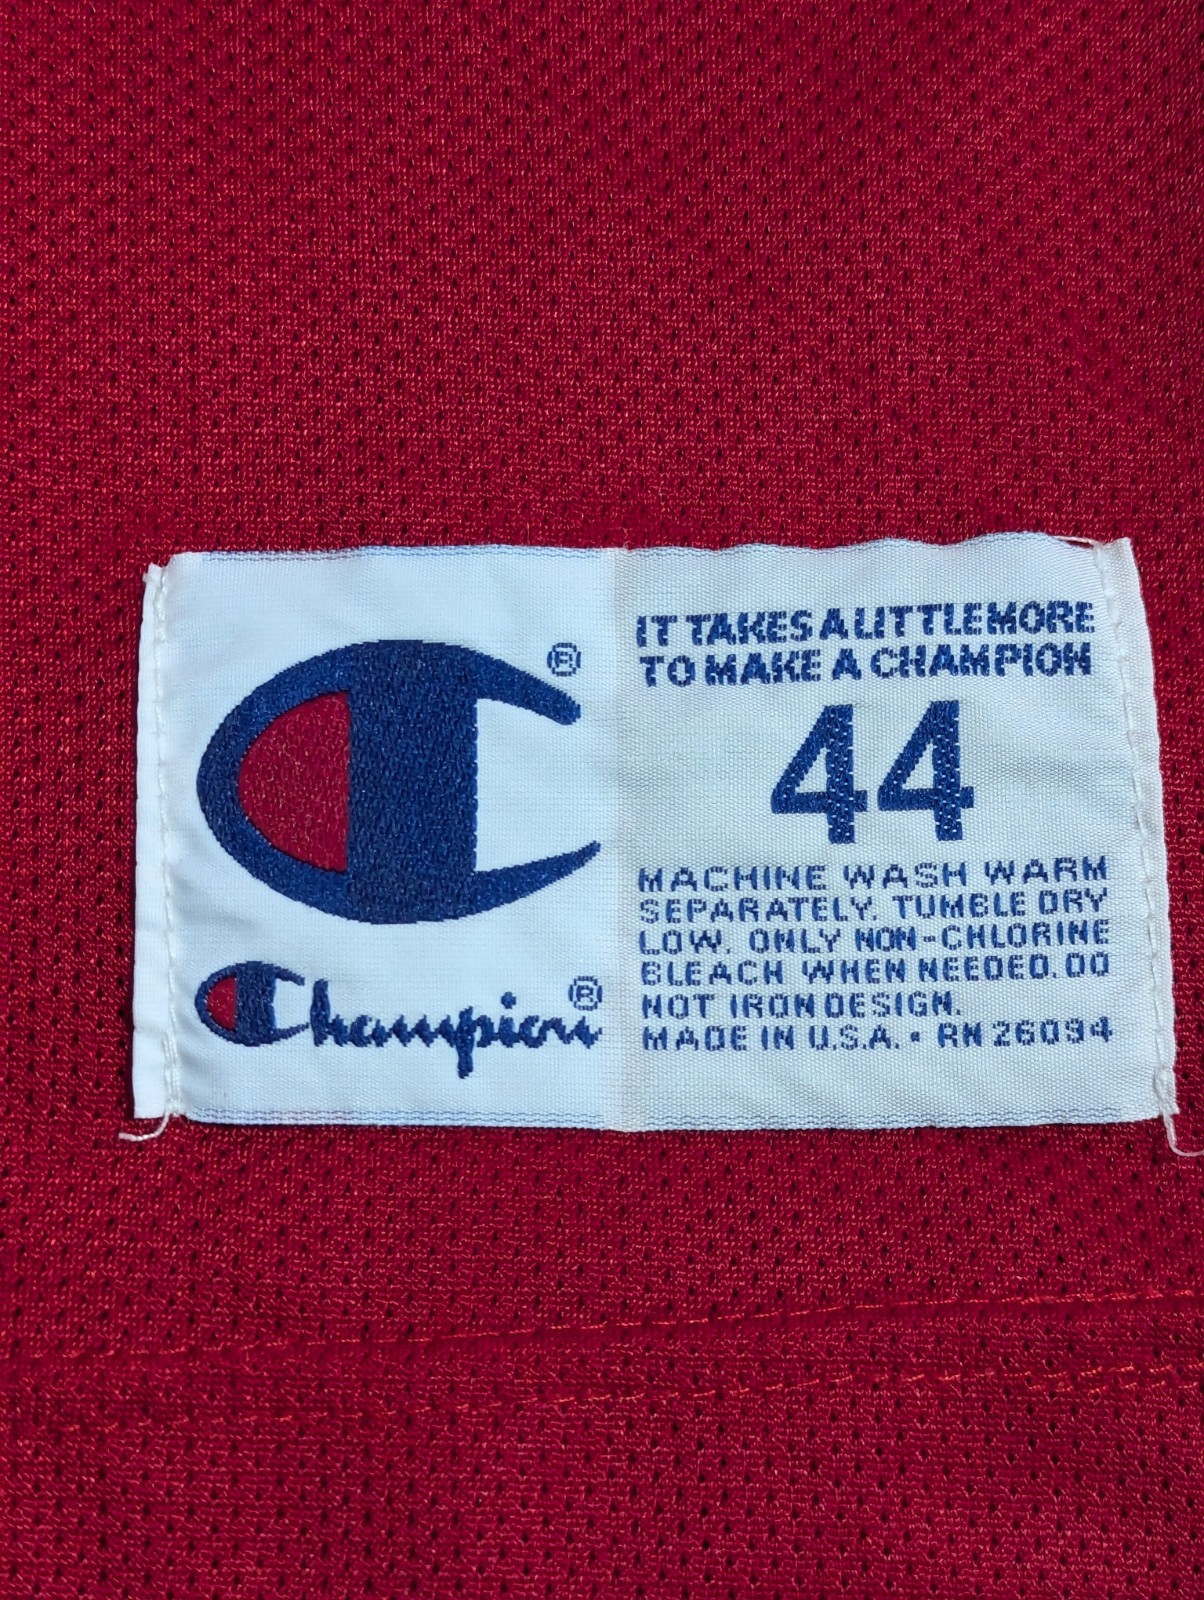 ®
Champion®
IT TAKES A LITTLE MORE
TO MAKE A CHAMPION
44
MACHINE WASH WARM
SEPARATELY. TUMBLE DRY
LOW. ONLY NON-CHLORINE
BLEACH WHEN NEEDED. DO
NOT IRON DESIGN.
MADE IN U.S.A. • RN 26094